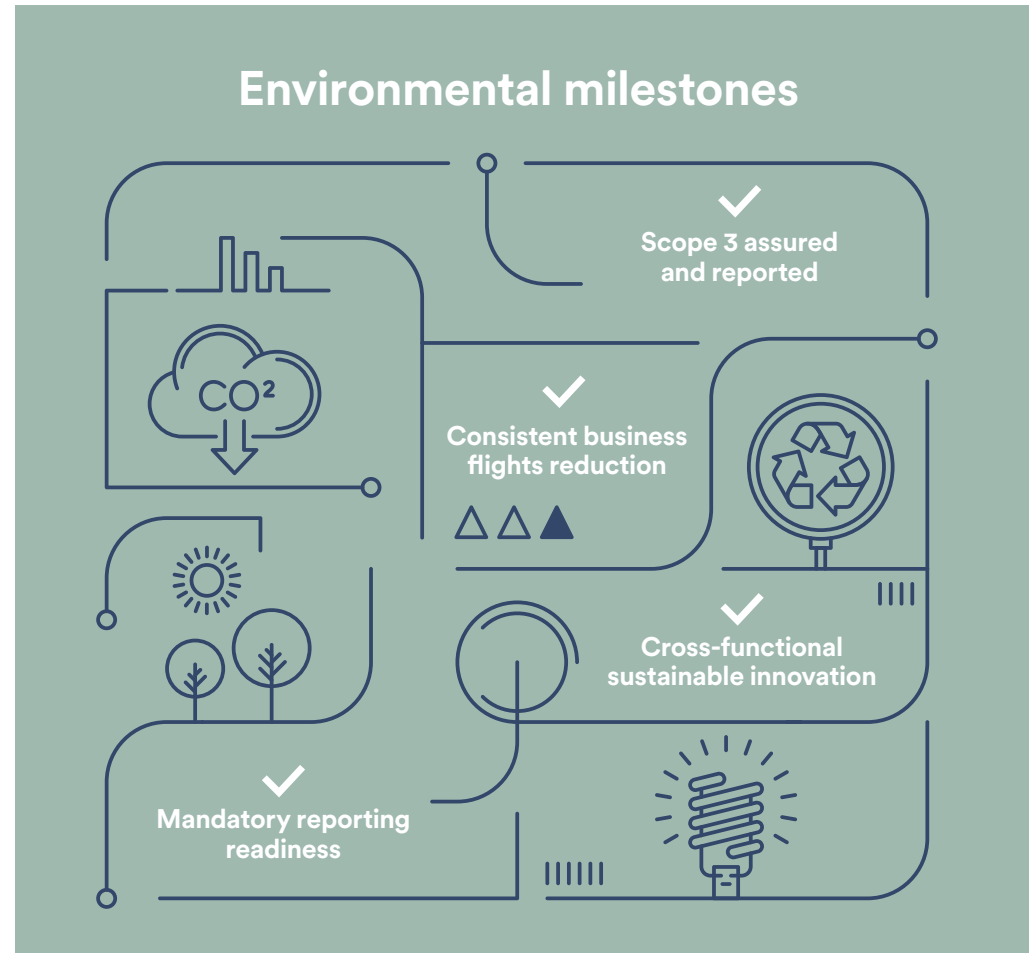 Environmental milestones
Scope 3 assured
and reported
CO²
Consistent business
flights reduction
Cross-functional
sustainable innovation
Mandatory reporting
readiness